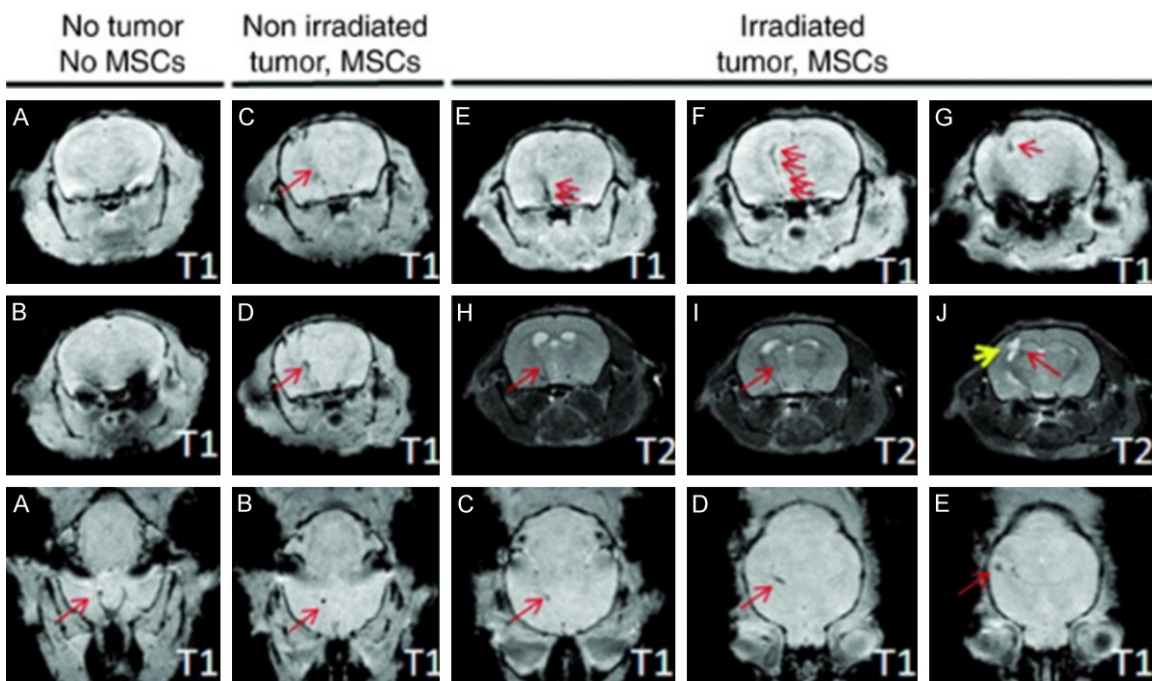 No tumor
No MSCs
Non irradiated
tumor, MSCs
Irradiated
tumor, MSCs
A
T1
C
T1
E
T1
F
T1
G
T1
B
T1
D
T1
H
T2
I
T2
J
T2
A
T1
B
T1
C
T1
D
T1
E
T1